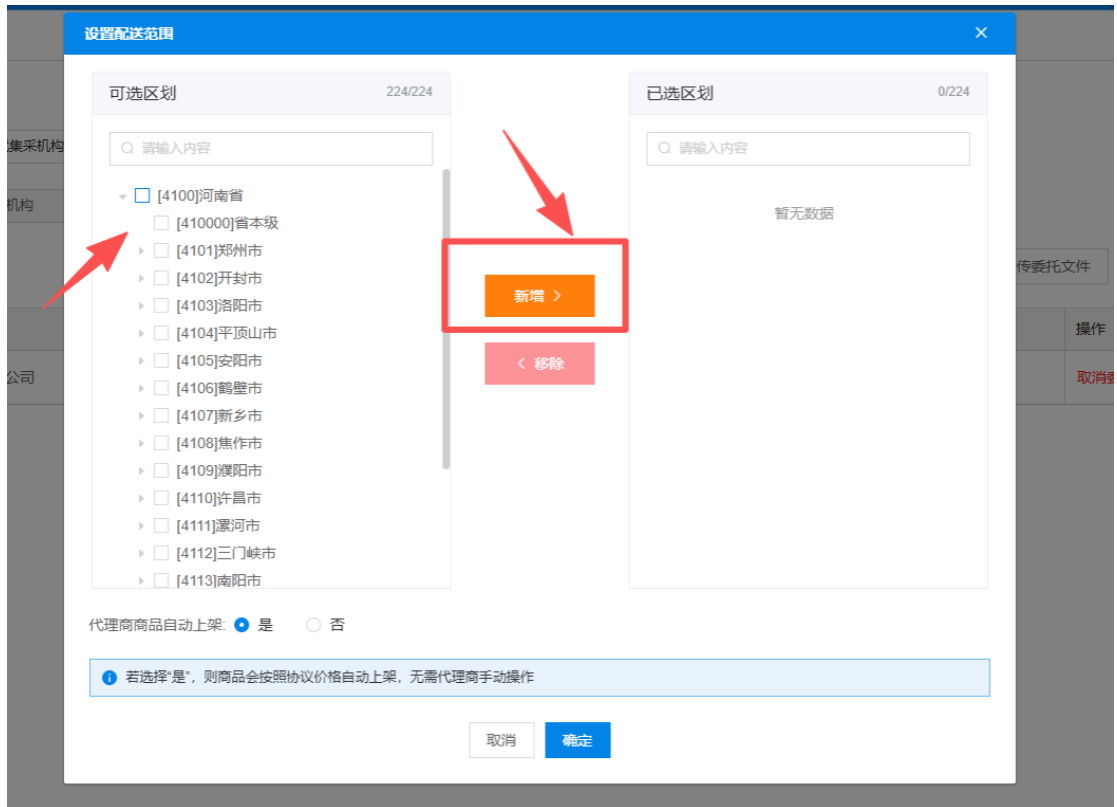 设置配送范围
可选区划 224/224
请输入内容
[4100]河南省
[410000]省本级
[4101]郑州市
[4102]开封市
[4103]洛阳市
[4104]平顶山市
[4105]安阳市
[4106]鹤壁市
[4107]新乡市
[4108]焦作市
[4109]濮阳市
[4110]许昌市
[4111]漯河市
[4112]三门峡市
[4113]南阳市
新增
移除
已选区划 0/224
请输入内容
暂无数据
代理商商品自动上架: 是 否
若选择“是”，则商品会按照协议价格自动上架，无需代理商手动操作
取消 确定
集采机构
机构
公司
传委托文件
操作
取消